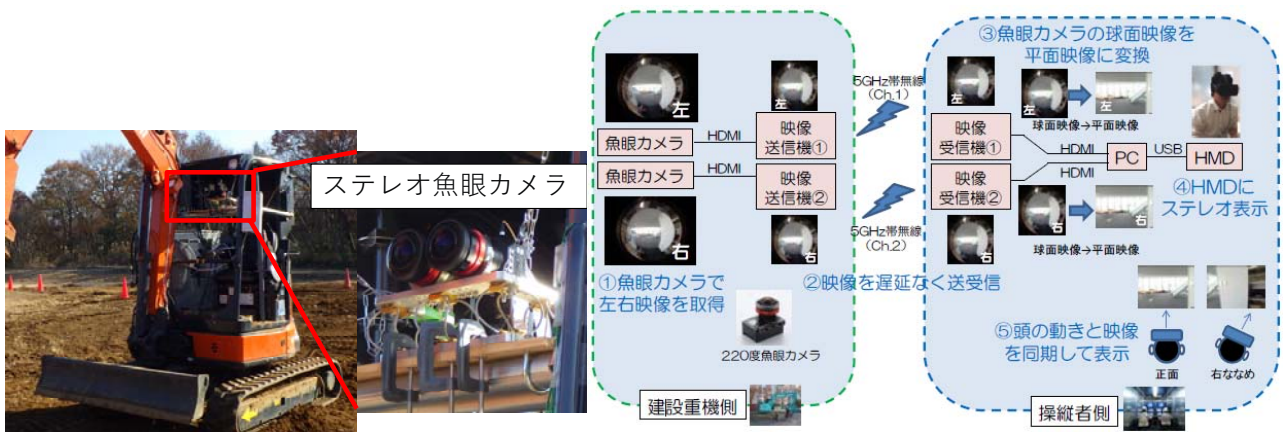 ステレオ魚眼カメラ
左
左
魚眼カメラ
HDMI
映像
送信機①
魚眼カメラ
HDMI
映像
送信機②
右
右
①魚眼カメラで
左右映像を取得
220度魚眼カメラ
建設重機側
5GHz帯無線
(Ch.1)
5GHz帯無線
(Ch.2)
②映像を遅延なく送受信
③魚眼カメラの球面映像を
平面映像に変換
左
左
左
球面映像→平面映像
映像
受信機①
HDMI
PC
USB
HMD
映像
受信機②
HDMI
右
右
右
球面映像→平面映像
④HMDに
ステレオ表示
⑤頭の動きと映像
を同期して表示
正面
右ななめ
操縦者側